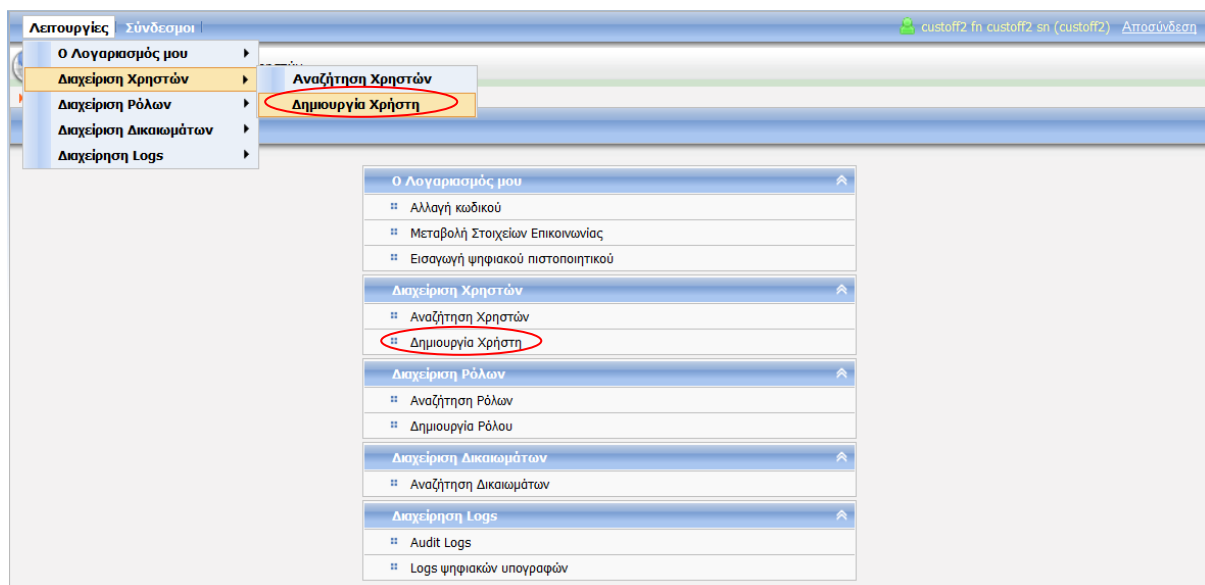 Λειτουργίες Σύνδεσμοι custoff2 fn custoff2 sn (custoff2) Αποσύνδεση
Ο Λογαριασμός μου
Διαχείριση Χρηστών Αναζήτηση Χρηστών
Διαχείριση Ρόλων Δημιουργία Χρήστη
Διαχείριση Δικαιωμάτων
Διαχείρηση Logs
Ο Λογαριασμός μου
Αλλαγή κωδικού
Μεταβολή Στοιχείων Επικοινωνίας
Εισαγωγή ψηφιακού πιστοποιητικού
Διαχείριση Χρηστών
Αναζήτηση Χρηστών
Δημιουργία Χρήστη
Διαχείριση Ρόλων
Αναζήτηση Ρόλων
Δημιουργία Ρόλου
Διαχείριση Δικαιωμάτων
Αναζήτηση Δικαιωμάτων
Διαχείρηση Logs
Audit Logs
Logs ψηφιακών υπογραφών